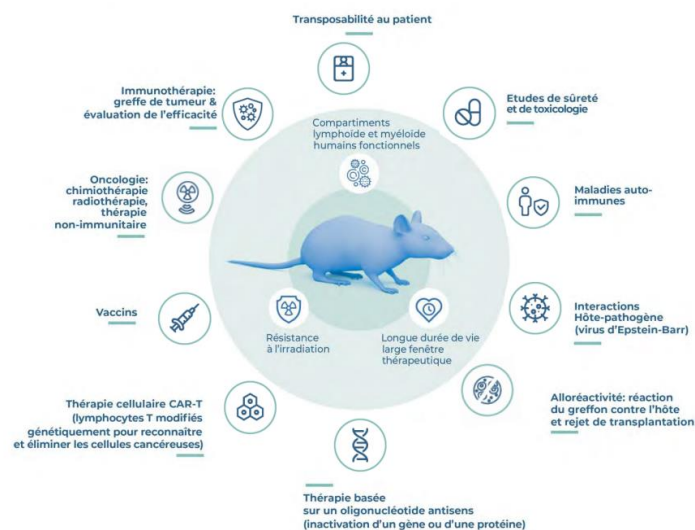 Transposabilité au patient
Immunothérapie:
greffe de tumeur &
évaluation de l'efficacité
Etudes de sûreté
et de toxicologie
Compartiments
lymphoïde et myéloïde
humains fonctionnels
Oncologie:
chimiothérapie
radiothérapie,
thérapie
non-immunitaire
Maladies auto-
immunes
Vaccins
Interactions
Hôte-pathogène
(virus d'Epstein-Barr)
Résistance
à l'irradiation
Longue durée de vie
large fenêtre
thérapeutique
Thérapie cellulaire CAR-T
(lymphocytes T modifiés
génétiquement pour reconnaître
et éliminer les cellules cancéreuses)
Alloréactivité: réaction
du greffon contre l'hôte
et rejet de transplantation
Thérapie basée
sur un oligonucléotide antisens
(inactivation d'un gène ou d'une protéine)